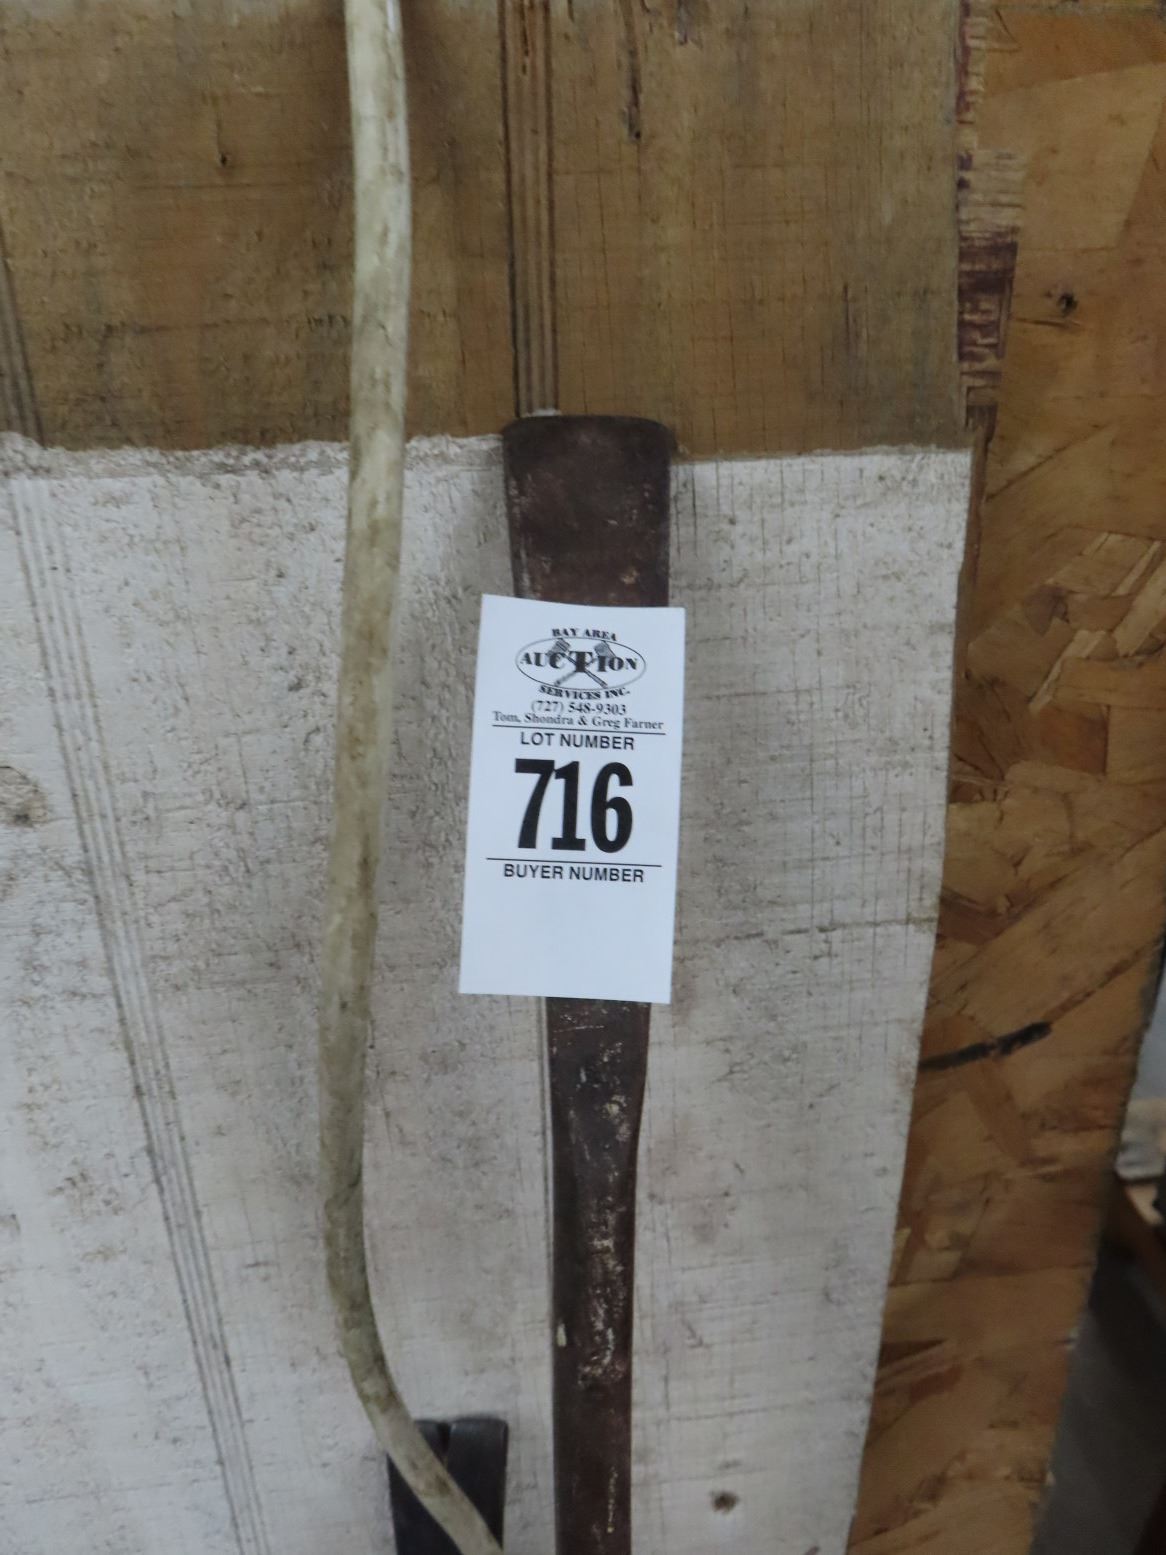 BAY AREA
AUCTION
SERVICES INC.
(727) 548-9303
Tom, Shondra & Greg Farner
LOT NUMBER
716
BUYER NUMBER